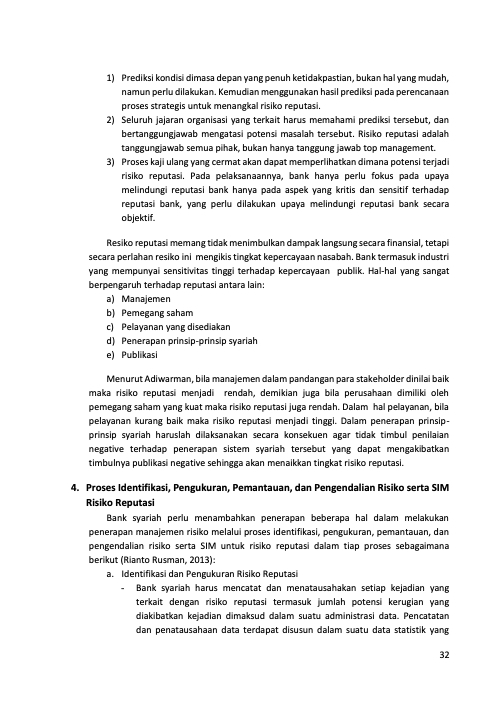 1) Prediksi kondisi dimasa depan yang penuh ketidakpastian, bukan hal yang mudah,
namun perlu dilakukan. Kemudian menggunakan hasil prediksi pada perencanaan
proses strategis untuk menangkal risiko reputasi.
2) Seluruh jajaran organisasi yang terkait harus memahami prediksi tersebut, dan
bertanggungjawab mengatasi potensi masalah tersebut. Risiko reputasi adalah
tanggungjawab semua pihak, bukan hanya tanggung jawab top management.
3) Proses kaji ulang yang cermat akan dapat memperlihatkan dimana potensi terjadi
risiko reputasi. Pada pelaksanaannya, bank hanya perlu fokus pada upaya
melindungi reputasi bank hanya pada aspek yang kritis dan sensitif terhadap
reputasi bank, yang perlu dilakukan upaya melindungi reputasi bank secara
objektif.
Resiko reputasi memang tidak menimbulkan dampak langsung secara finansial, tetapi
secara perlahan resiko ini mengikis tingkat kepercayaan nasabah. Bank termasuk industri
yang mempunyai sensitivitas tinggi terhadap kepercayaan publik. Hal-hal yang sangat
berpengaruh terhadap reputasi antara lain:
a) Manajemen
b) Pemegang saham
c) Pelayanan yang disediakan
d) Penerapan prinsip-prinsip syariah
e) Publikasi
Menurut Adiwarman, bila manajemen dalam pandangan para stakeholder dinilai baik
maka risiko reputasi menjadi rendah, demikian juga bila perusahaan dimiliki oleh
pemegang saham yang kuat maka risiko reputasi juga rendah. Dalam hal pelayanan, bila
pelayanan kurang baik maka risiko reputasi menjadi tinggi. Dalam penerapan prinsip-
prinsip syariah haruslah dilaksanakan secara konsekuen agar tidak timbul penilaian
negative terhadap penerapan sistem syariah tersebut yang dapat mengakibatkan
timbulnya publikasi negative sehingga akan menaikkan tingkat risiko reputasi.
4. Proses Identifikasi, Pengukuran, Pemantauan, dan Pengendalian Risiko serta SIM
Risiko Reputasi
Bank syariah perlu menambahkan penerapan beberapa hal dalam melakukan
penerapan manajemen risiko melalui proses identifikasi, pengukuran, pemantauan, dan
pengendalian risiko serta SIM untuk risiko reputasi dalam tiap proses sebagaimana
berikut (Rianto Rusman, 2013):
a. Identifikasi dan Pengukuran Risiko Reputasi
- Bank syariah harus mencatat dan menatausahakan setiap kejadian yang
terkait dengan risiko reputasi termasuk jumlah potensi kerugian yang
diakibatkan kejadian dimaksud dalam suatu administrasi data. Pencatatan
dan penatausahaan data terdapat disusun dalam suatu data statistik yang
32